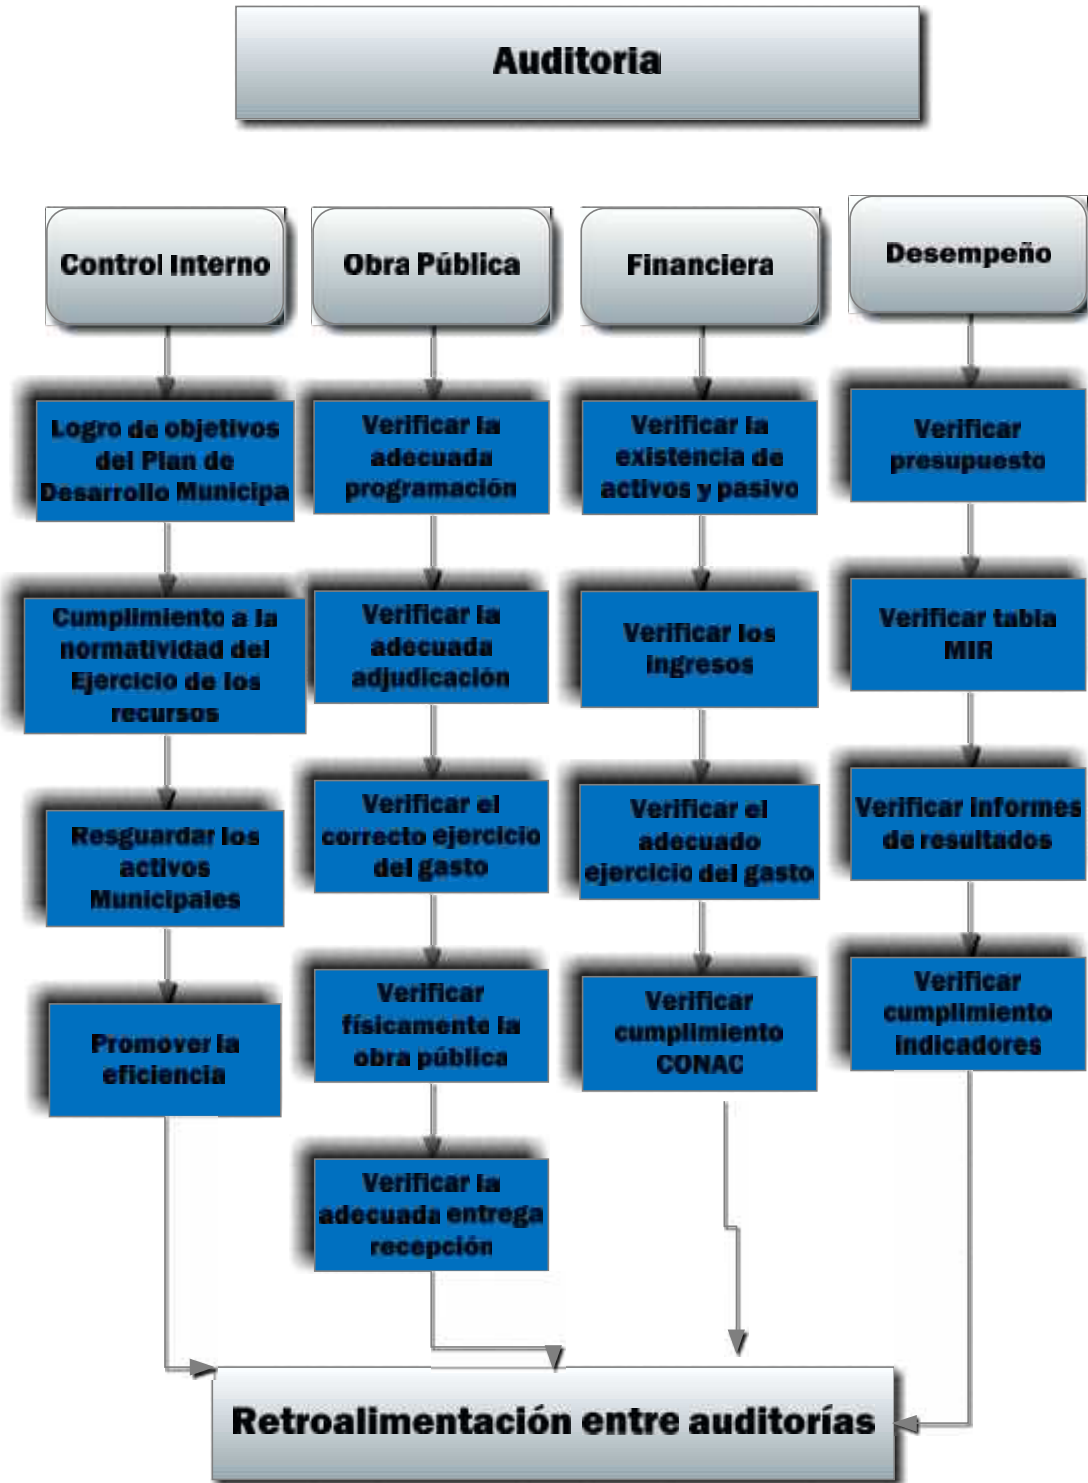 Auditoria
Control Interno
Logro de objetivos
del Plan de
Desarrollo Municipa
Cumplimiento a la
normatividad del
Ejercicio de los
recursos
Resguardar los
activos
Municipales
Promover la
eficiencia
Obra Pública
Verificar la
adecuada
programación
Verificar la
adecuada
adjudicación
Verificar el
correcto ejercicio
del gasto
Verificar
físicamente la
obra pública
Verificar la
adecuada entrega
recepción
Financiera
Verificar la
existencia de
activos y pasivo
Verificar los
ingresos
Verificar el
adecuado
ejercicio del gasto
Verificar
cumplimiento
CONAC
Desempeño
Verificar
presupuesto
Verificar tabla
MIR
Verificar informes
de resultados
Verificar
cumplimiento
indicadores
Retroalimentación entre auditorías